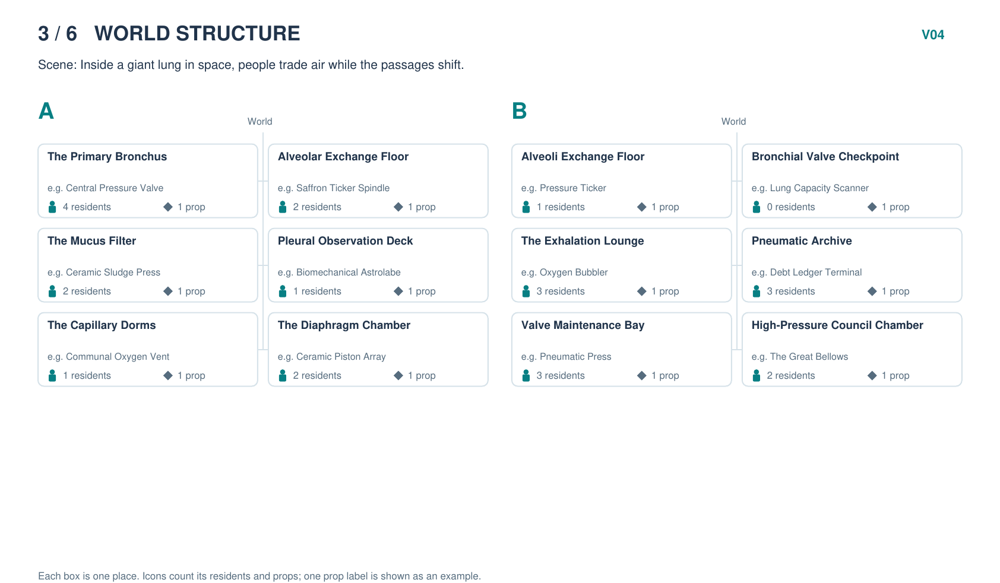 3 / 6 WORLD STRUCTURE
V04
Scene: Inside a giant lung in space, people trade air while the passages shift.
A
World
The Primary Bronchus
e.g. Central Pressure Valve
4 residents
1 prop
Alveolar Exchange Floor
e.g. Saffron Ticker Spindle
2 residents
1 prop
The Mucus Filter
e.g. Ceramic Sludge Press
2 residents
1 prop
Pleural Observation Deck
e.g. Biomechanical Astrolabe
1 residents
1 prop
The Capillary Dorms
e.g. Communal Oxygen Vent
1 residents
1 prop
The Diaphragm Chamber
e.g. Ceramic Piston Array
2 residents
1 prop
B
World
Alveoli Exchange Floor
e.g. Pressure Ticker
1 residents
1 prop
Bronchial Valve Checkpoint
e.g. Lung Capacity Scanner
0 residents
1 prop
The Exhalation Lounge
e.g. Oxygen Bubbler
3 residents
1 prop
Pneumatic Archive
e.g. Debt Ledger Terminal
3 residents
1 prop
Valve Maintenance Bay
e.g. Pneumatic Press
3 residents
1 prop
High-Pressure Council Chamber
e.g. The Great Bellows
2 residents
1 prop
Each box is one place. Icons count its residents and props; one prop label is shown as an example.